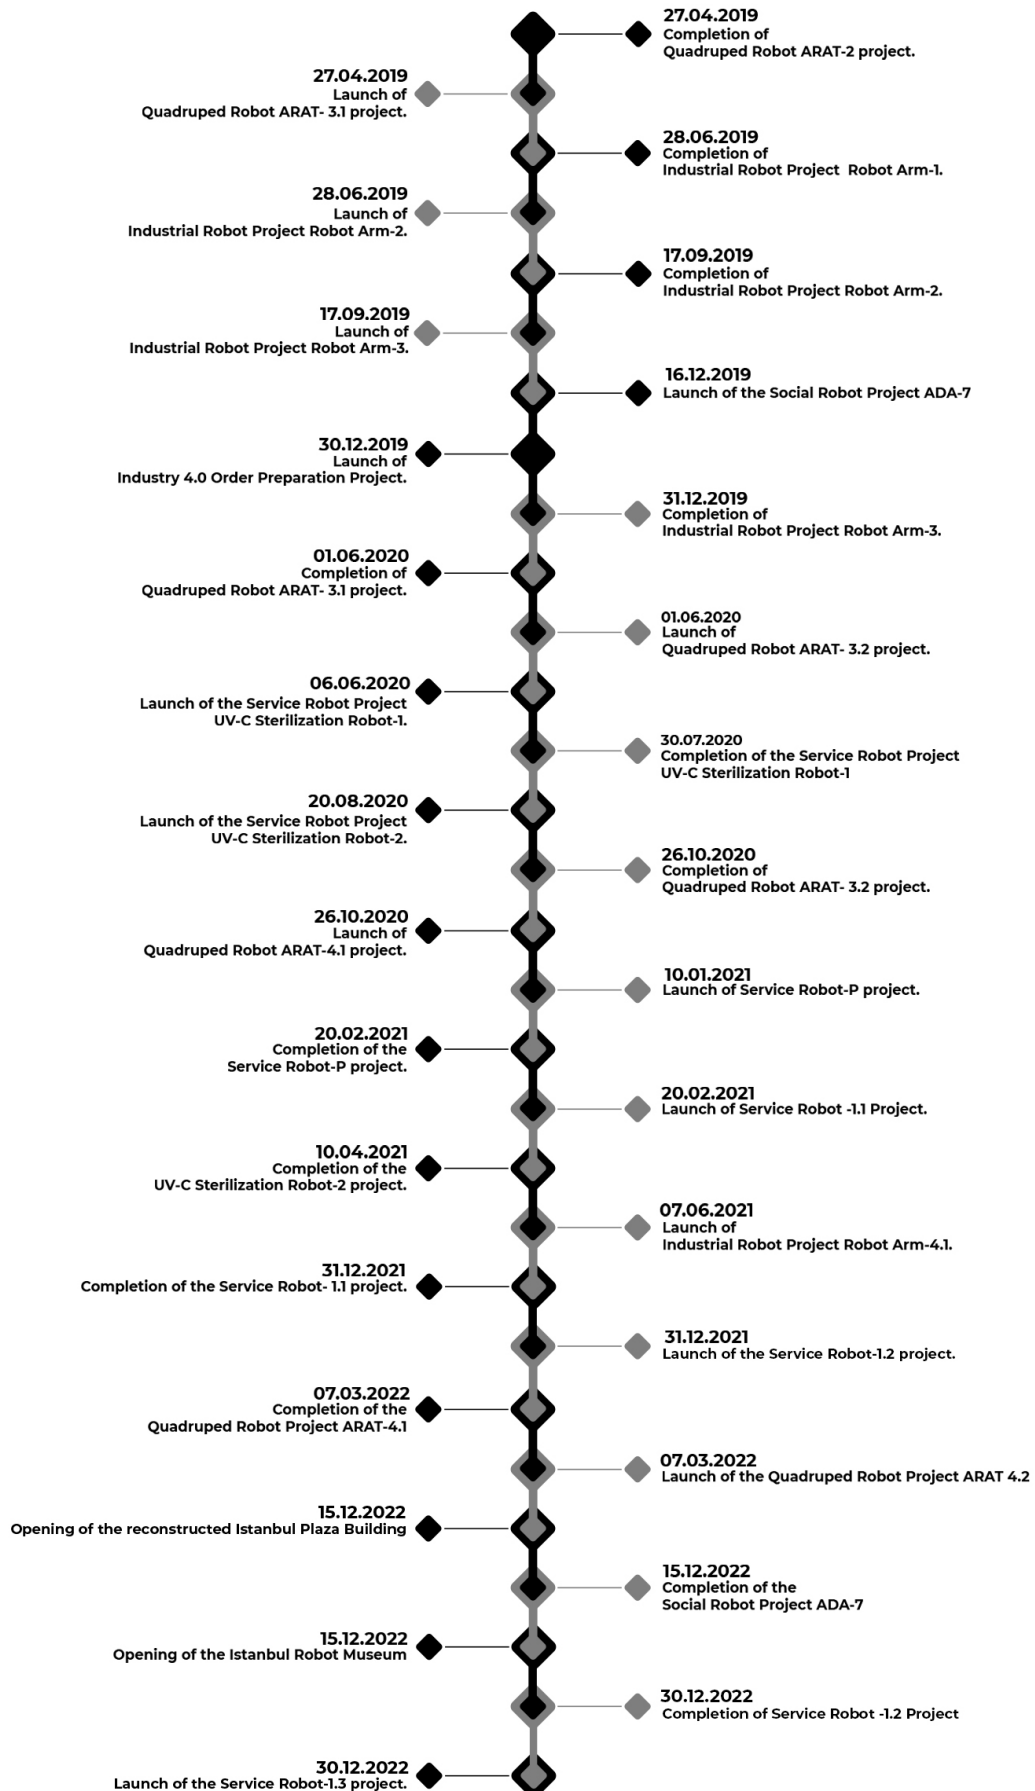 27.04.2019
Completion of
Quadruped Robot ARAT-2 project.
27.04.2019
Launch of
Quadruped Robot ARAT- 3.1 project.
28.06.2019
Completion of
Industrial Robot Project  Robot Arm-1.
28.06.2019
Launch of
Industrial Robot Project Robot Arm-2.
17.09.2019
Completion of
Industrial Robot Project Robot Arm-2.
17.09.2019
Launch of
Industrial Robot Project Robot Arm-3.
16.12.2019
Launch of the Social Robot Project ADA-7
30.12.2019
Launch of
Industry 4.0 Order Preparation Project.
31.12.2019
Completion of
Industrial Robot Project Robot Arm-3.
01.06.2020
Completion of
Quadruped Robot ARAT- 3.1 project.
01.06.2020
Launch of
Quadruped Robot ARAT- 3.2 project.
06.06.2020
Launch of the Service Robot Project
UV-C Sterilization Robot-1.
30.07.2020
Completion of the Service Robot Project
UV-C Sterilization Robot-1
20.08.2020
Launch of the Service Robot Project
UV-C Sterilization Robot-2.
26.10.2020
Completion of
Quadruped Robot ARAT- 3.2 project.
26.10.2020
Launch of
Quadruped Robot ARAT-4.1 project.
10.01.2021
Launch of Service Robot-P project.
20.02.2021
Completion of the
Service Robot-P project.
20.02.2021
Launch of Service Robot -1.1 Project.
10.04.2021
Completion of the
UV-C Sterilization Robot-2 project.
07.06.2021
Launch of
Industrial Robot Project Robot Arm-4.1.
31.12.2021
Completion of the Service Robot- 1.1 project.
31.12.2021
Launch of the Service Robot-1.2 project.
07.03.2022
Completion of the
Quadruped Robot Project ARAT-4.1
07.03.2022
Launch of the Quadruped Robot Project ARAT 4.2
15.12.2022
Opening of the reconstructed Istanbul Plaza Building
15.12.2022
Completion of the
Social Robot Project ADA-7
15.12.2022
Opening of the Istanbul Robot Museum
30.12.2022
Completion of Service Robot -1.2 Project
30.12.2022
Launch of the Service Robot-1.3 project.